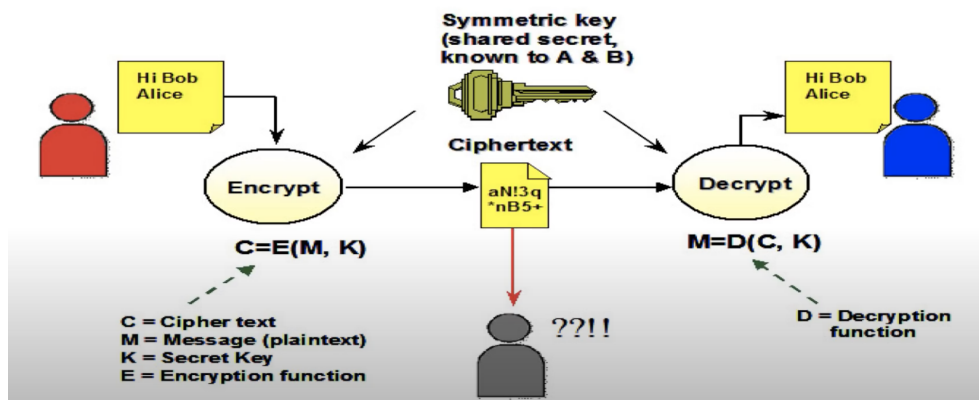 Symmetric key
(shared secret,
known to A & B)
Hi Bob
Alice
Hi Bob
Alice
Ciphertext
Encrypt
aN!3q
*nB5+
Decrypt
C=E(M, K)
M=D(C, K)
C = Cipher text
M = Message (plaintext)
K = Secret Key
E = Encryption function
??!!
D = Decryption
function